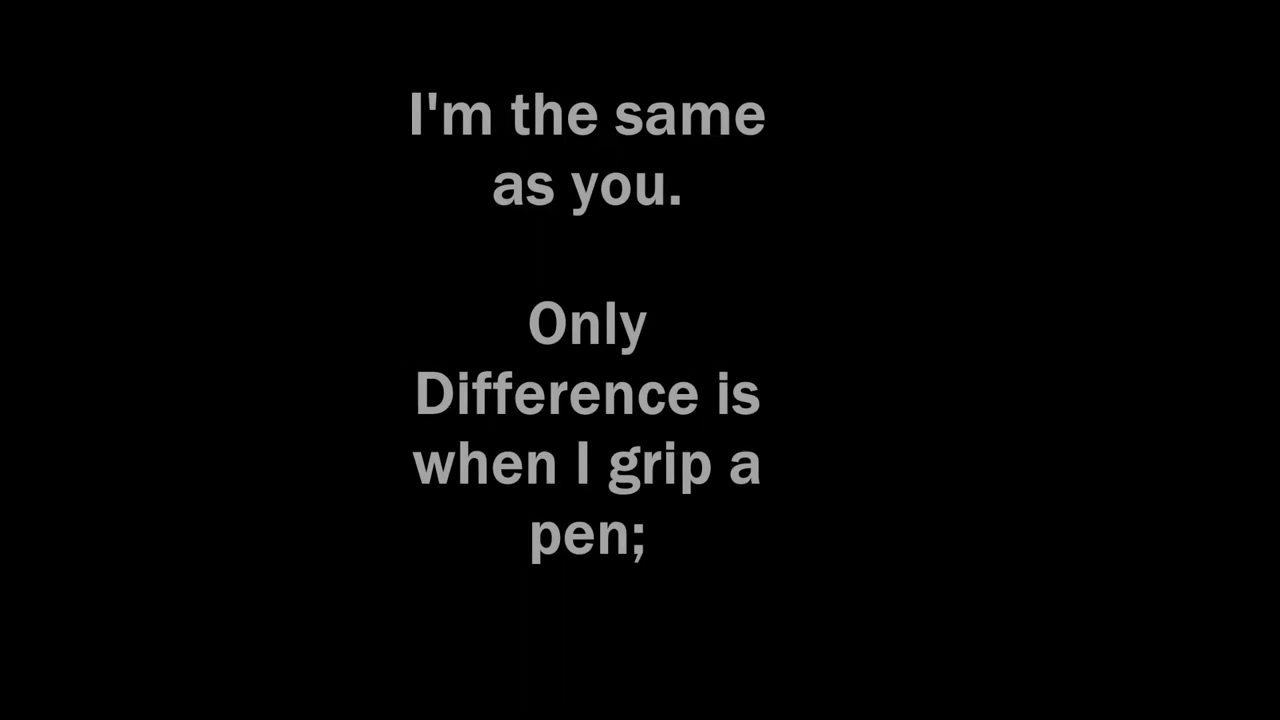 I'm the same
as you.
Only
Difference is
when I grip a
pen;